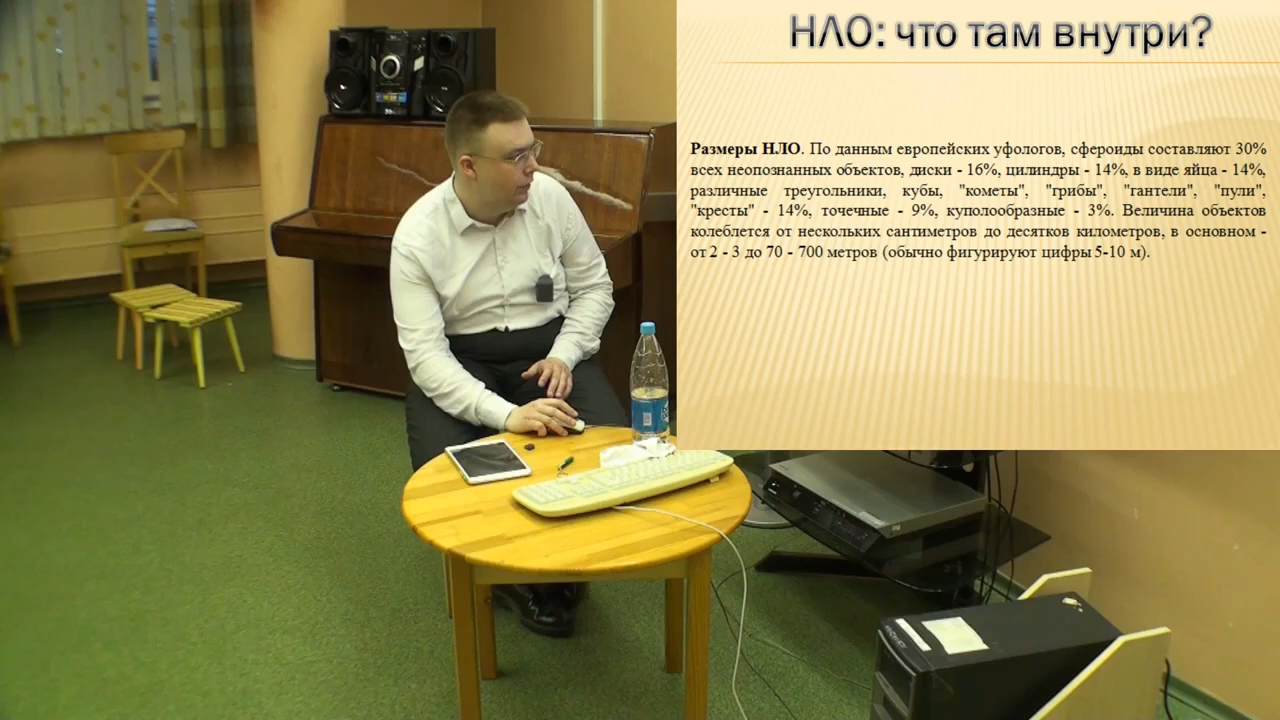 НЛО: что там внутри?
Размеры НЛО. По данным европейских уфологов, сфероиды составляют 30%
всех неопознанных объектов, диски - 16%, цилиндры - 14%, в виде яйца - 14%,
различные треугольники, кубы, "кометы", "грибы", "гантели", "пули",
"кресты" - 14%, точечные - 9%, куполообразные - 3%. Величина объектов
колеблется от нескольких сантиметров до десятков километров, в основном -
от 2 - 3 до 70 - 700 метров (обычно фигурируют цифры 5-10 м).